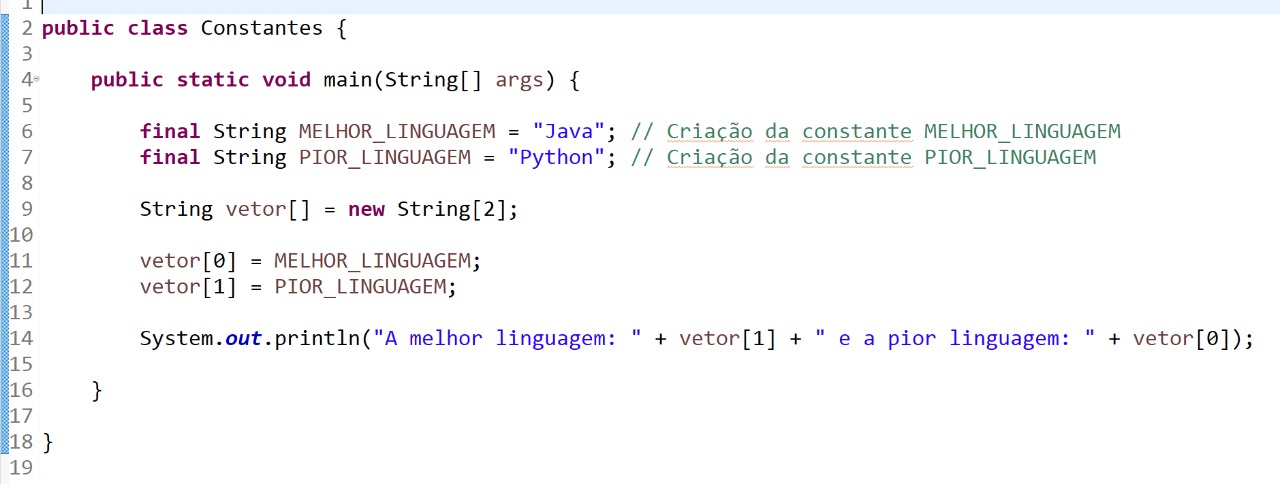 1
2 public class Constantes {
3
4 public static void main(String[] args) {
5
6 final String MELHOR_LINGUAGEM = "Java"; // Criação da constante MELHOR_LINGUAGEM
7 final String PIOR_LINGUAGEM = "Python"; // Criação da constante PIOR_LINGUAGEM
8
9 String vetor[] = new String[2];
10
11 vetor[0] = MELHOR_LINGUAGEM;
12 vetor[1] = PIOR_LINGUAGEM;
13
14 System.out.println("A melhor linguagem: " + vetor[1] + " e a pior linguagem: " + vetor[0]);
15
16 }
17
18 }
19